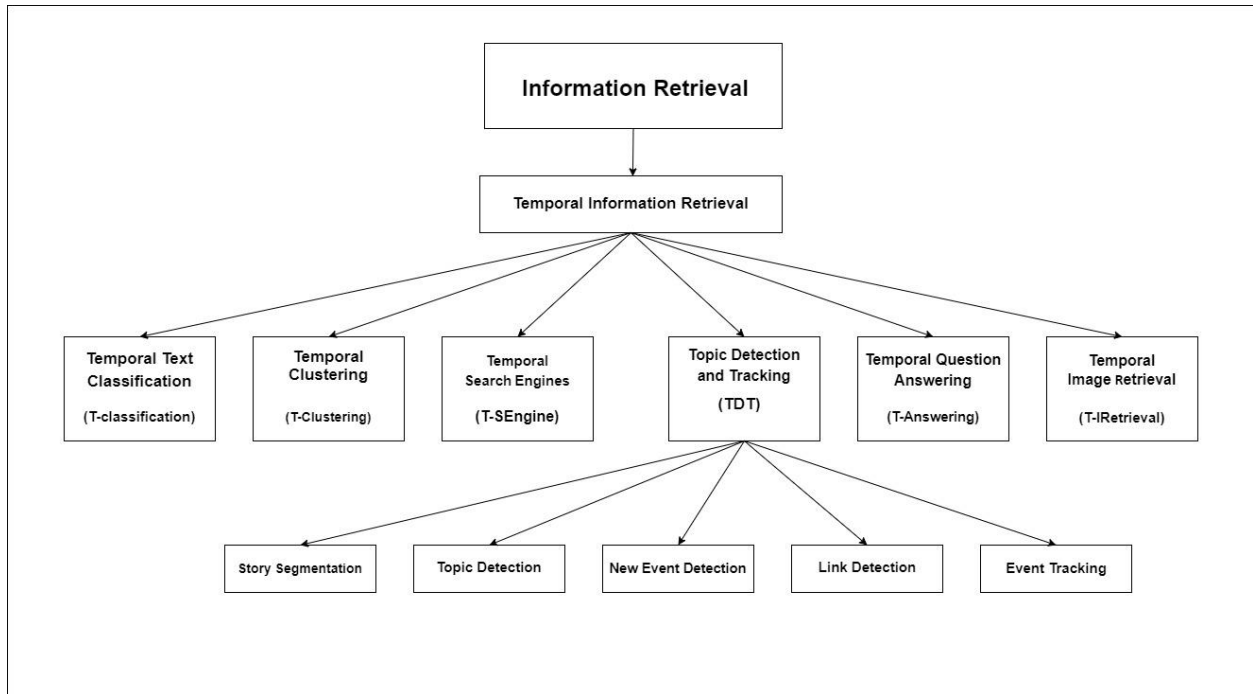 Information Retrieval
Temporal Information Retrieval
Temporal Text
Classification
(T-classification)
Temporal
Clustering
(T-Clustering)
Temporal
Search Engines
(T-SEngine)
Topic Detection
and Tracking
(TDT)
Temporal Question
Answering
(T-Answering)
Temporal
Image Retrieval
(T-IRetrieval)
Story Segmentation
Topic Detection
New Event Detection
Link Detection
Event Tracking